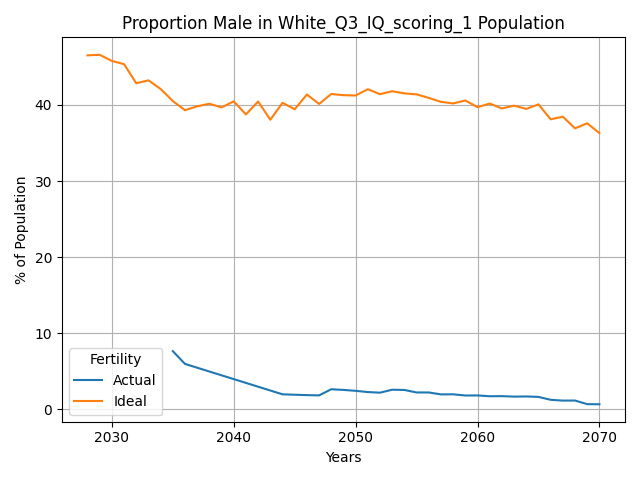 Proportion Male in White_Q3_IQ_scoring_1 Population
% of Population
40
30
20
10
0
Fertility
Actual
Ideal
2030 2040 2050 2060 2070
Years